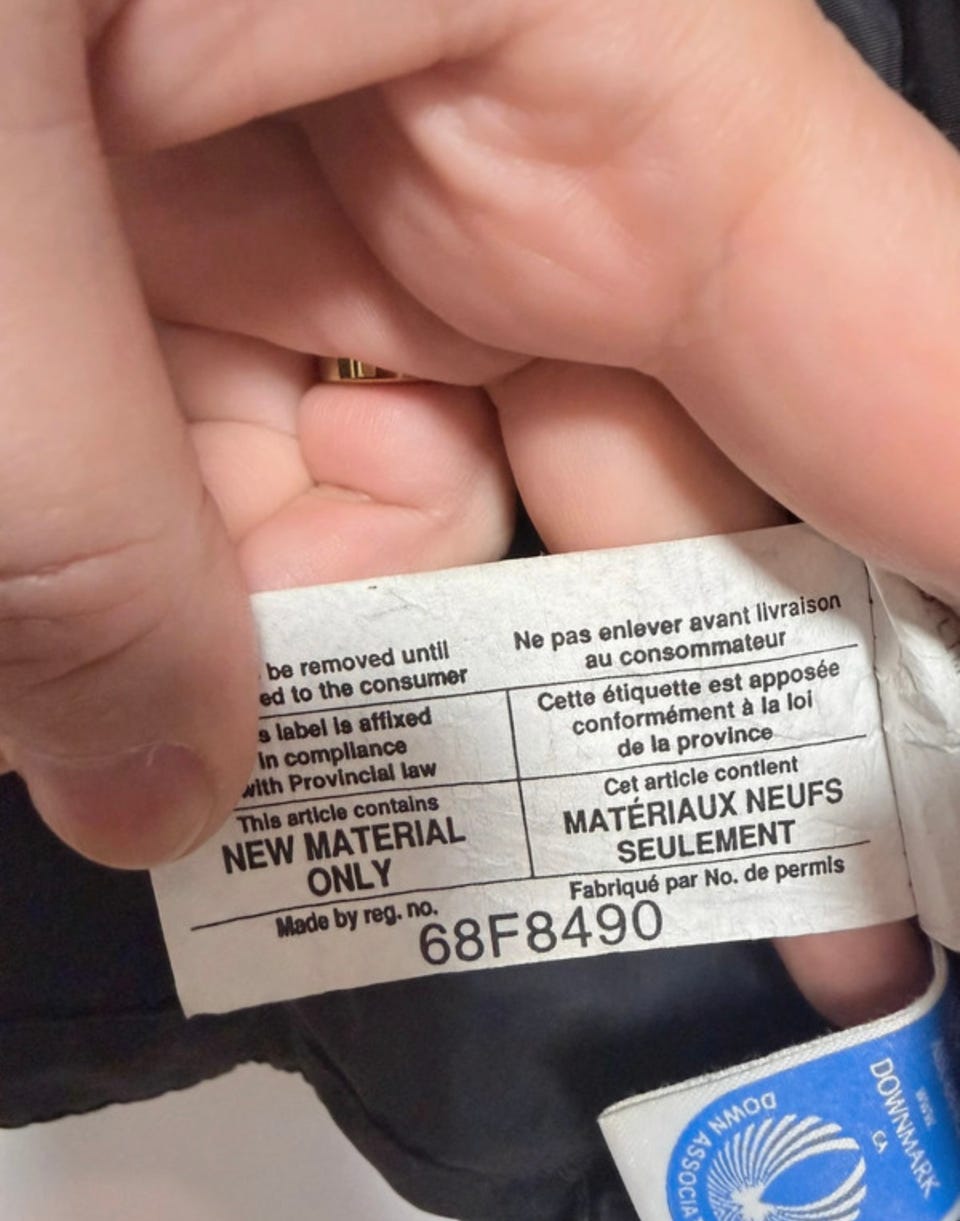 be removed until
ed to the consumer
Ne pas enlever avant livraison
au consommateur
s label is affixed
in compliance
with Provincial law
Cette étiquette est apposée
conformément à la loi
de la province
This article contains
NEW MATERIAL
ONLY
Cet article contient
MATÉRIAUX NEUFS
SEULEMENT
Made by reg. no.
Fabriqué par No. de permis
68F8490
DOWN ASSOCIA
DOWNMARK
CA